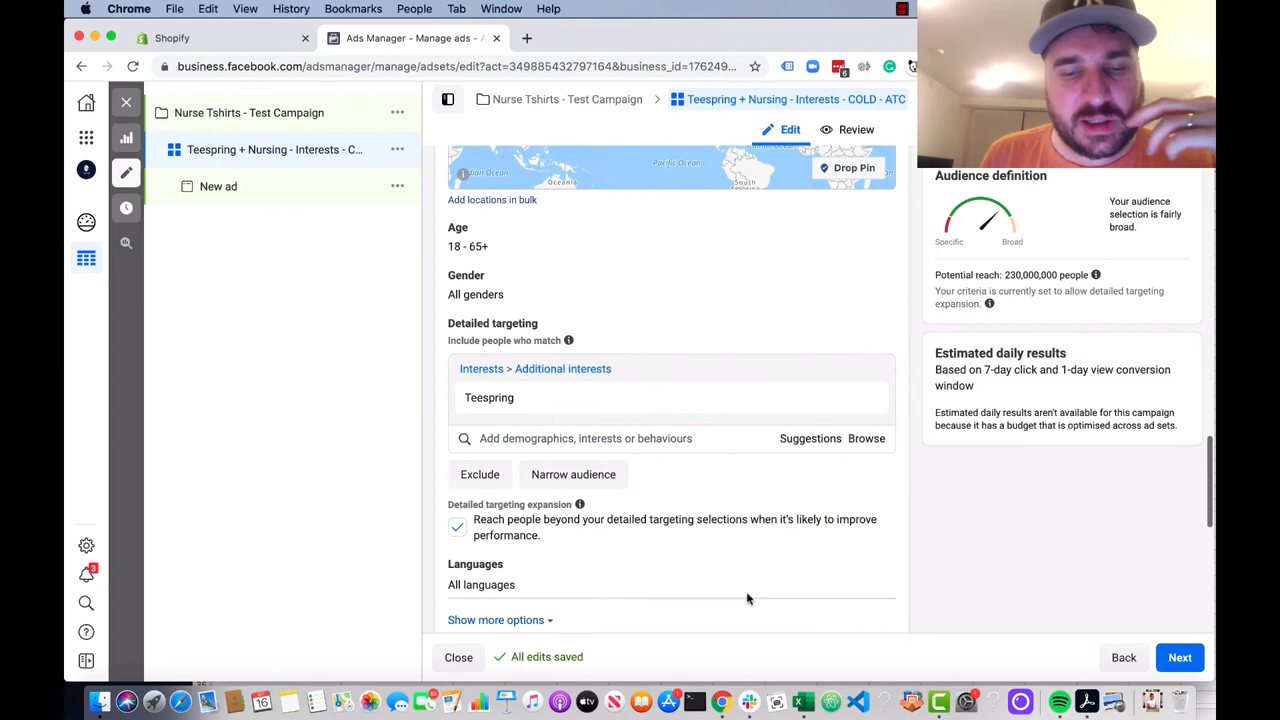 Chrome File Edit View History Bookmarks People Tab Window Help
Shopify
Ads Manager - Manage ads - A
business.facebook.com/adsmanager/manage/adsets/edit?act=349885432797164&business_id=176249...
6
Nurse Tshirts - Test Campaign
Teespring + Nursing - Interests - C...
New ad
3
Nurse Tshirts - Test Campaign > Teespring + Nursing - Interests - COLD - ATC
Edit Review
Indian Ocean
Oceania
Pacific Ocean
South America
Drop Pin
Add locations in bulk
Age
18 - 65+
Gender
All genders
Detailed targeting
Include people who match
Interests > Additional interests
Teespring
Add demographics, interests or behaviours Suggestions Browse
Exclude Narrow audience
Detailed targeting expansion
Reach people beyond your detailed targeting selections when it's likely to improve
performance.
Languages
All languages
Show more options
Close All edits saved Back Next
Audience definition
Specific Broad
Your audience
selection is fairly
broad.
Potential reach: 230,000,000 people
Your criteria is currently set to allow detailed targeting
expansion.
Estimated daily results
Based on 7-day click and 1-day view conversion
window
Estimated daily results aren't available for this campaign
because it has a budget that is optimised across ad sets.
16